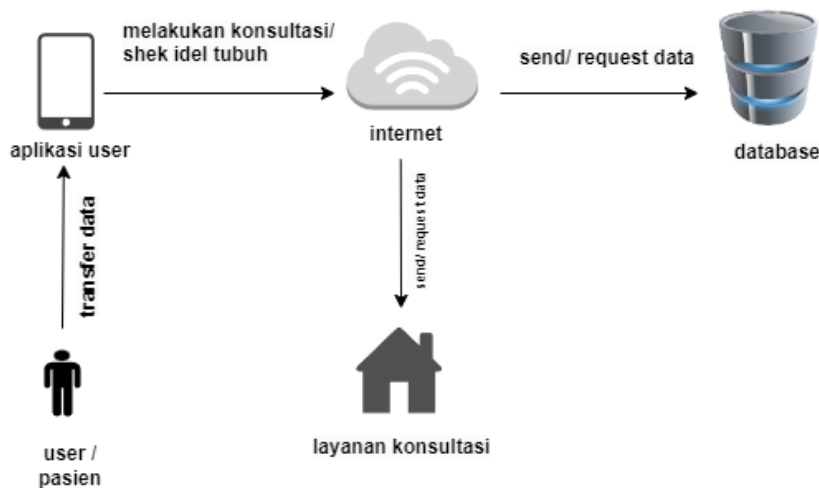 melakukan konsultasi/
shek idel tubuh
send/ request data
aplikasi user
internet
database
transfer data
send/ request data
user /
pasien
layanan konsultasi